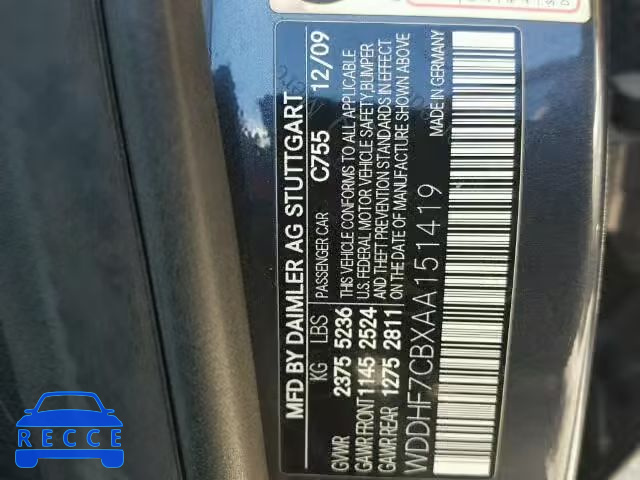 MFD BY DAIMLER AG STUTTGART
PASSENGER CAR C755 12/09
KG LBS
GVWR 2375 5236
GAWR FRONT 1145 2524
GAWR REAR 1275 2811
THIS VEHICLE CONFORMS TO ALL APPLICABLE
U.S. FEDERAL MOTOR VEHICLE SAFETY, BUMPER
AND THEFT PREVENTION STANDARDS IN EFFECT
ON THE DATE OF MANUFACTURE SHOWN ABOVE
MADE IN GERMANY
WDDHF7CBXAA151419
RECCE